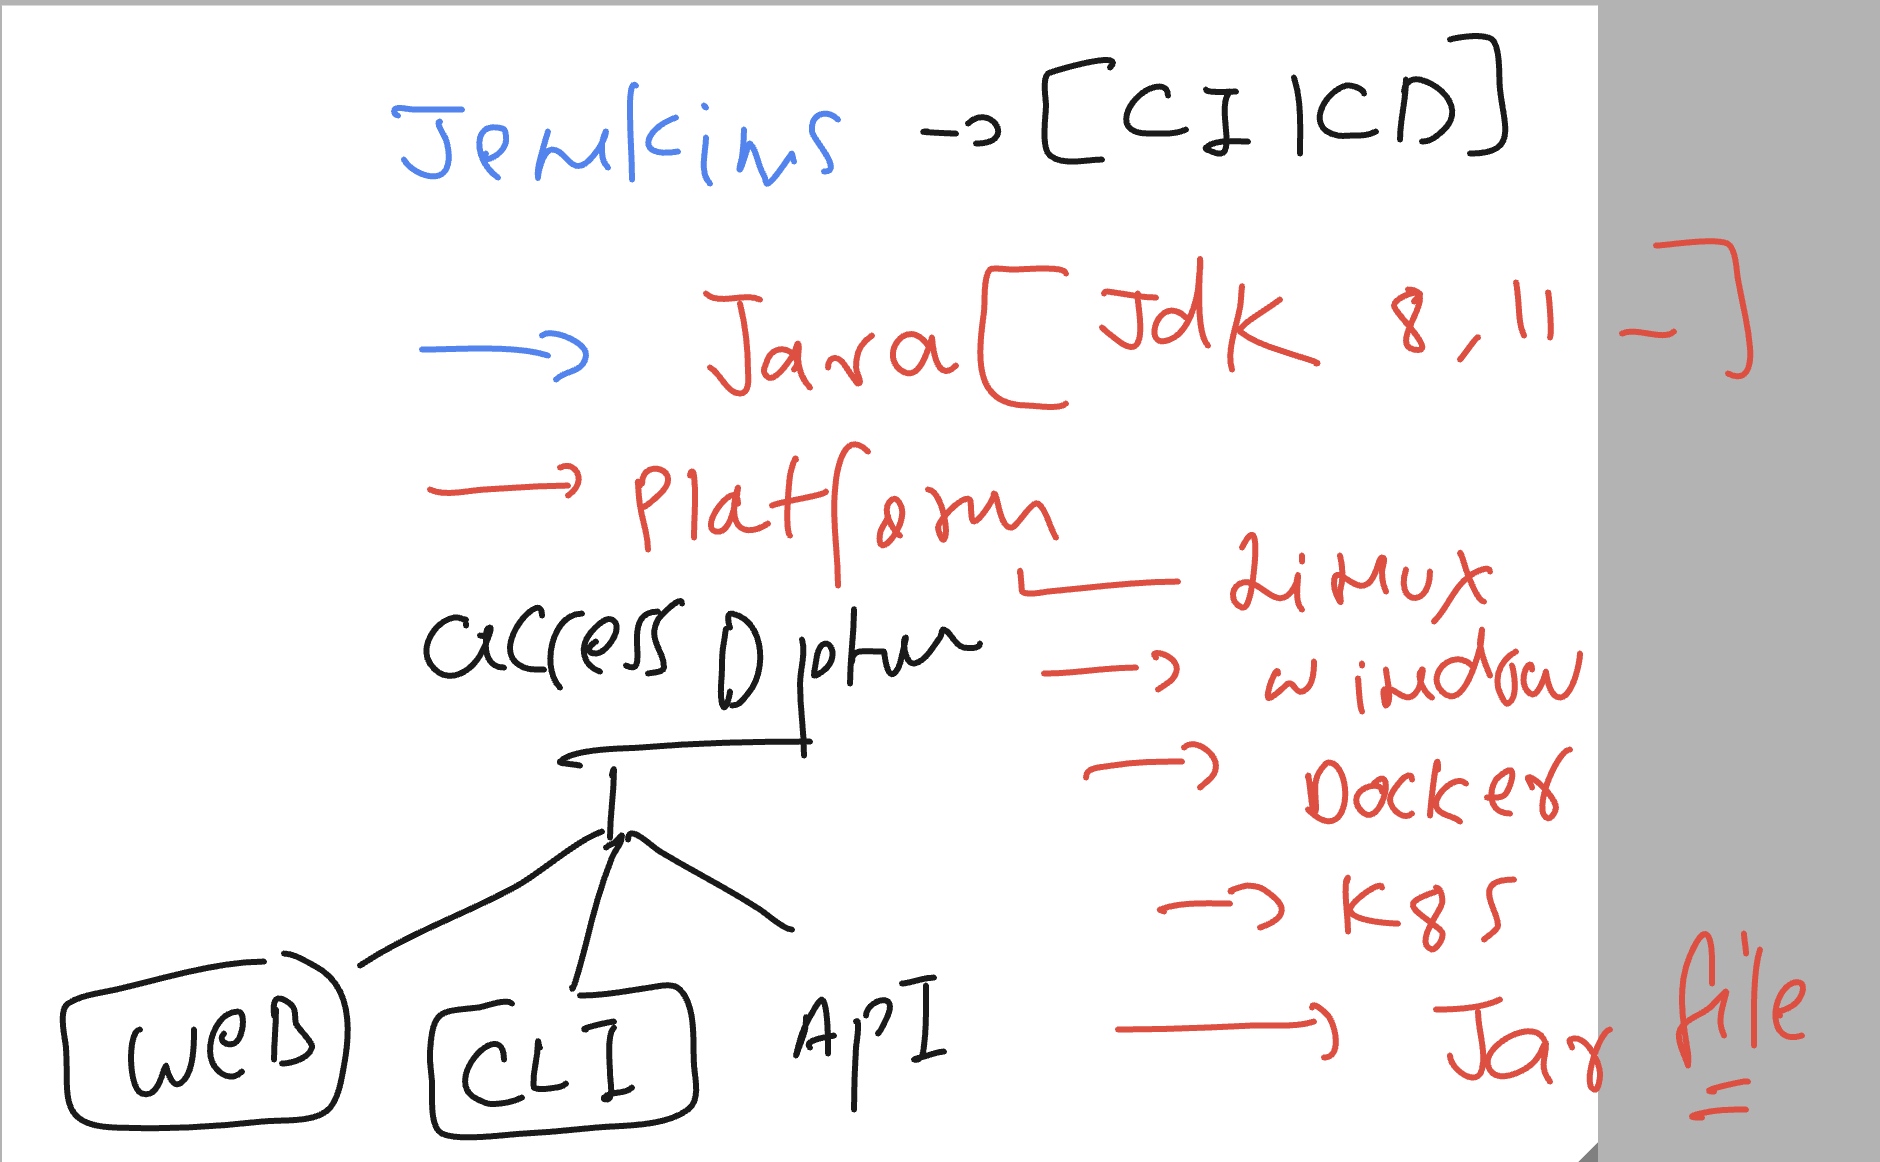 Jenkins -> [CI | CD]
-> Java [Jdk 8, 11 -]
-> Platform
Linux
access Option
-> window
-> Docker
-> K8s
-> Jar file
WEB CLI API